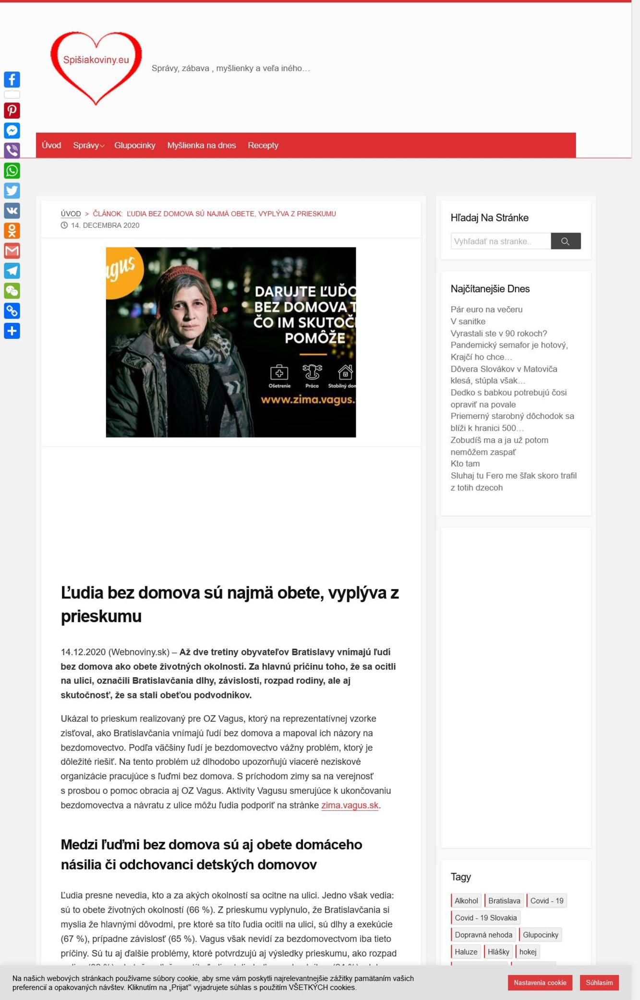 Spišiakoviny.eu
Správy, zábava , myšlienky a veľa iného…
Úvod
Správy
Glupocinky
Myšlienka na dnes
Recepty
ÚVOD > ČLÁNOK: ĽUDIA BEZ DOMOVA SÚ NAJMÄ OBETE, VYPLÝVA Z PRIESKUMU
14. DECEMBRA 2020
agus
DARUJTE ĽUĎO
BEZ DOMOVA T
ČO IM SKUTOČ
POMÔŽE
Ošetrenie
Práca
Stabilný dom
www.zima.vagus.
Ľudia bez domova sú najmä obete, vyplýva z
prieskumu
14.12.2020 (Webnoviny.sk) – Až dve tretiny obyvateľov Bratislavy vnímajú ľudí
bez domova ako obete životných okolností. Za hlavnú príčinu toho, že sa ocitli
na ulici, označili Bratislavčania dlhy, závislosti, rozpad rodiny, ale aj
skutočnosť, že sa stali obeťou podvodníkov.
Ukázal to prieskum realizovaný pre OZ Vagus, ktorý na reprezentatívnej vzorke
zisťoval, ako Bratislavčania vnímajú ľudí bez domova a mapoval ich názory na
bezdomovectvo. Podľa väčšiny ľudí je bezdomovectvo vážny problém, ktorý je
dôležité riešiť. Na tento problém už dlhodobo upozorňujú viaceré neziskové
organizácie pracujúce s ľuďmi bez domova. S príchodom zimy sa na verejnosť
s prosbou o pomoc obracia aj OZ Vagus. Aktivity Vagusu smerujúce k ukončovaniu
bezdomovectva a návratu z ulice môžu ľudia podporiť na stránke zima.vagus.sk.
Medzi ľuďmi bez domova sú aj obete domáceho
násilia či odchovanci detských domovov
Ľudia presne nevedia, kto a za akých okolností sa ocitne na ulici. Jedno však vedia:
sú to obete životných okolností (66 %). Z prieskumu vyplynulo, že Bratislavčania si
myslia že hlavnými dôvodmi, pre ktoré sa títo ľudia ocitli na ulici, sú dlhy a exekúcie
(67 %), prípadne závislosť (65 %). Vagus však nevidí za bezdomovectvom iba tieto
príčiny. Sú tu aj ďalšie problémy, ktoré potvrdzujú aj výsledky prieskumu, ako rozpad
Hľadaj Na Stránke
Vyhľadať na stranke..
Najčítanejšie Dnes
Pár euro na večeru
V sanitke
Vyrastali ste v 90 rokoch?
Pandemický semafor je hotový,
Krajčí ho chce…
Dôvera Slovákov v Matoviča
klesá, stúpla však…
Dedko s babkou potrebujú čosi
opraviť na povale
Priemerný starobný dôchodok sa
blíži k hranici 500…
Zobudíš ma a ja už potom
nemôžem zaspať
Kto tam
Sluhaj tu Fero me šľak skoro trafil
z totih dzecoh
Tagy
Alkohol
Bratislava
Covid - 19
Covid - 19 Slovakia
Dopravná nehoda
Glupocinky
Haluze
Hlášky
hokej
Na našich webových stránkach používame súbory cookie, aby sme vám poskytli najrelevantnejšie zážitky pamätaním vašich
preferencií a opakovaných návštev. Kliknutím na „Prijať“ vyjadrujete súhlas s použitím VŠETKÝCH cookies.
Nastavenia cookie
Súhlasím